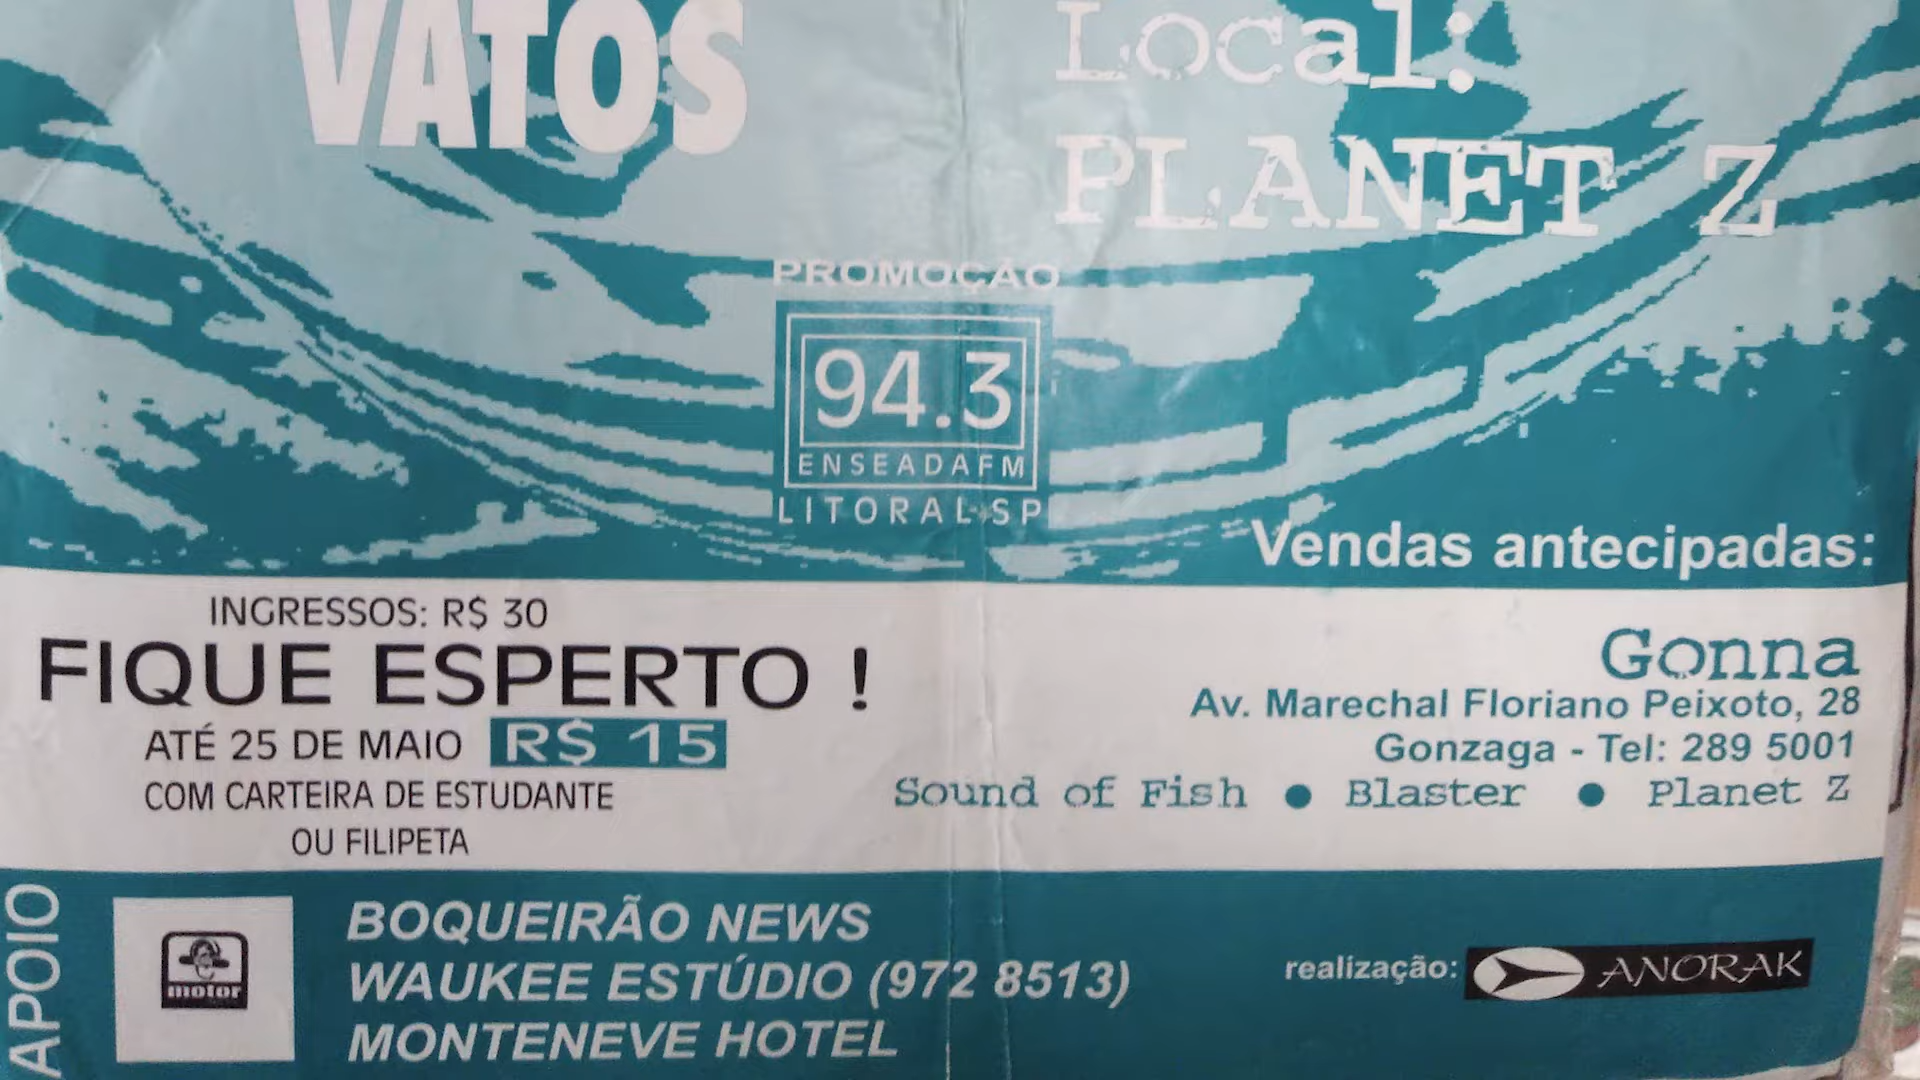 VATOS
Local:
PLANET Z
PROMOÇÃO
94.3
ENSEADAFM
LITORAL-SP
Vendas antecipadas:
INGRESSOS: R$ 30
FIQUE ESPERTO !
ATÉ 25 DE MAIO R$ 15
COM CARTEIRA DE ESTUDANTE
OU FILIPETA
Gonna
Av. Marechal Floriano Peixoto, 28
Gonzaga - Tel: 289 5001
Sound of Fish ● Blaster ● Planet Z
APOIO
motor
BOQUEIRÃO NEWS
WAUKEE ESTÚDIO (972 8513)
MONTENEVE HOTEL
realização: ANORAK